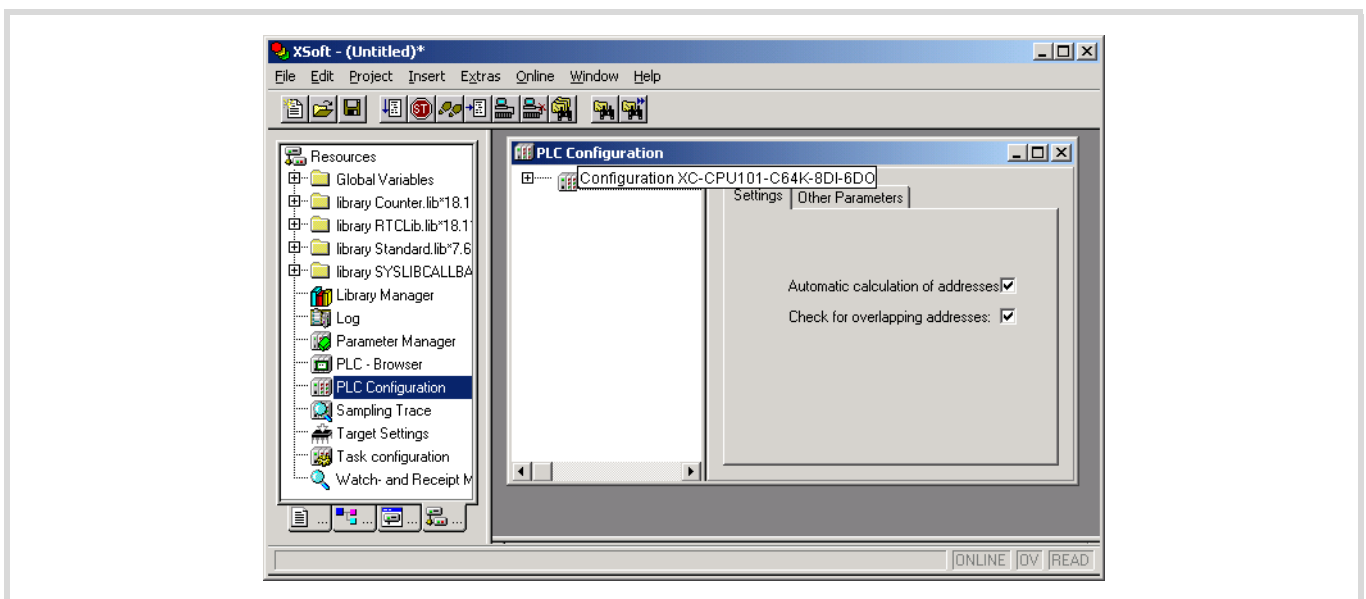 XSoft - (Untitled)*
File Edit Project Insert Extras Online Window Help
ST
Resources
Global Variables
library Counter.lib*18.1
library RTCLib.lib*18.1
library Standard.lib*7.6
library SYSLIBCALLBA
Library Manager
Log
Parameter Manager
PLC - Browser
PLC Configuration
Sampling Trace
Target Settings
Task configuration
Watch- and Receipt M
... ... ... ...
PLC Configuration
Configuration XC-CPU101-C64K-8DI-6DO
Settings Other Parameters
Automatic calculation of addresses
Check for overlapping addresses:
ONLINE OV READ